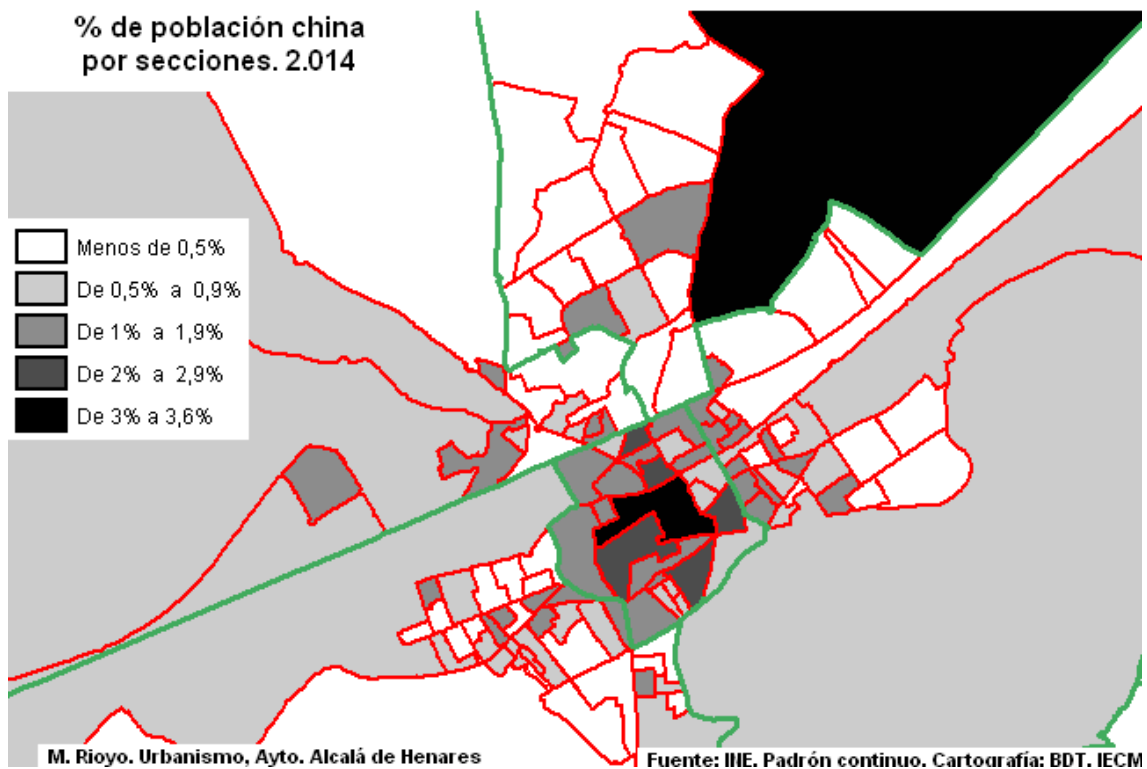 % de población china
por secciones. 2.014
Menos de 0,5%
De 0,5% a 0,9%
De 1% a 1,9%
De 2% a 2,9%
De 3% a 3,6%
M. Rioyo. Urbanismo, Ayto. Alcalá de Henares
Fuente: INE. Padrón continuo. Cartografía: BDT. IECM